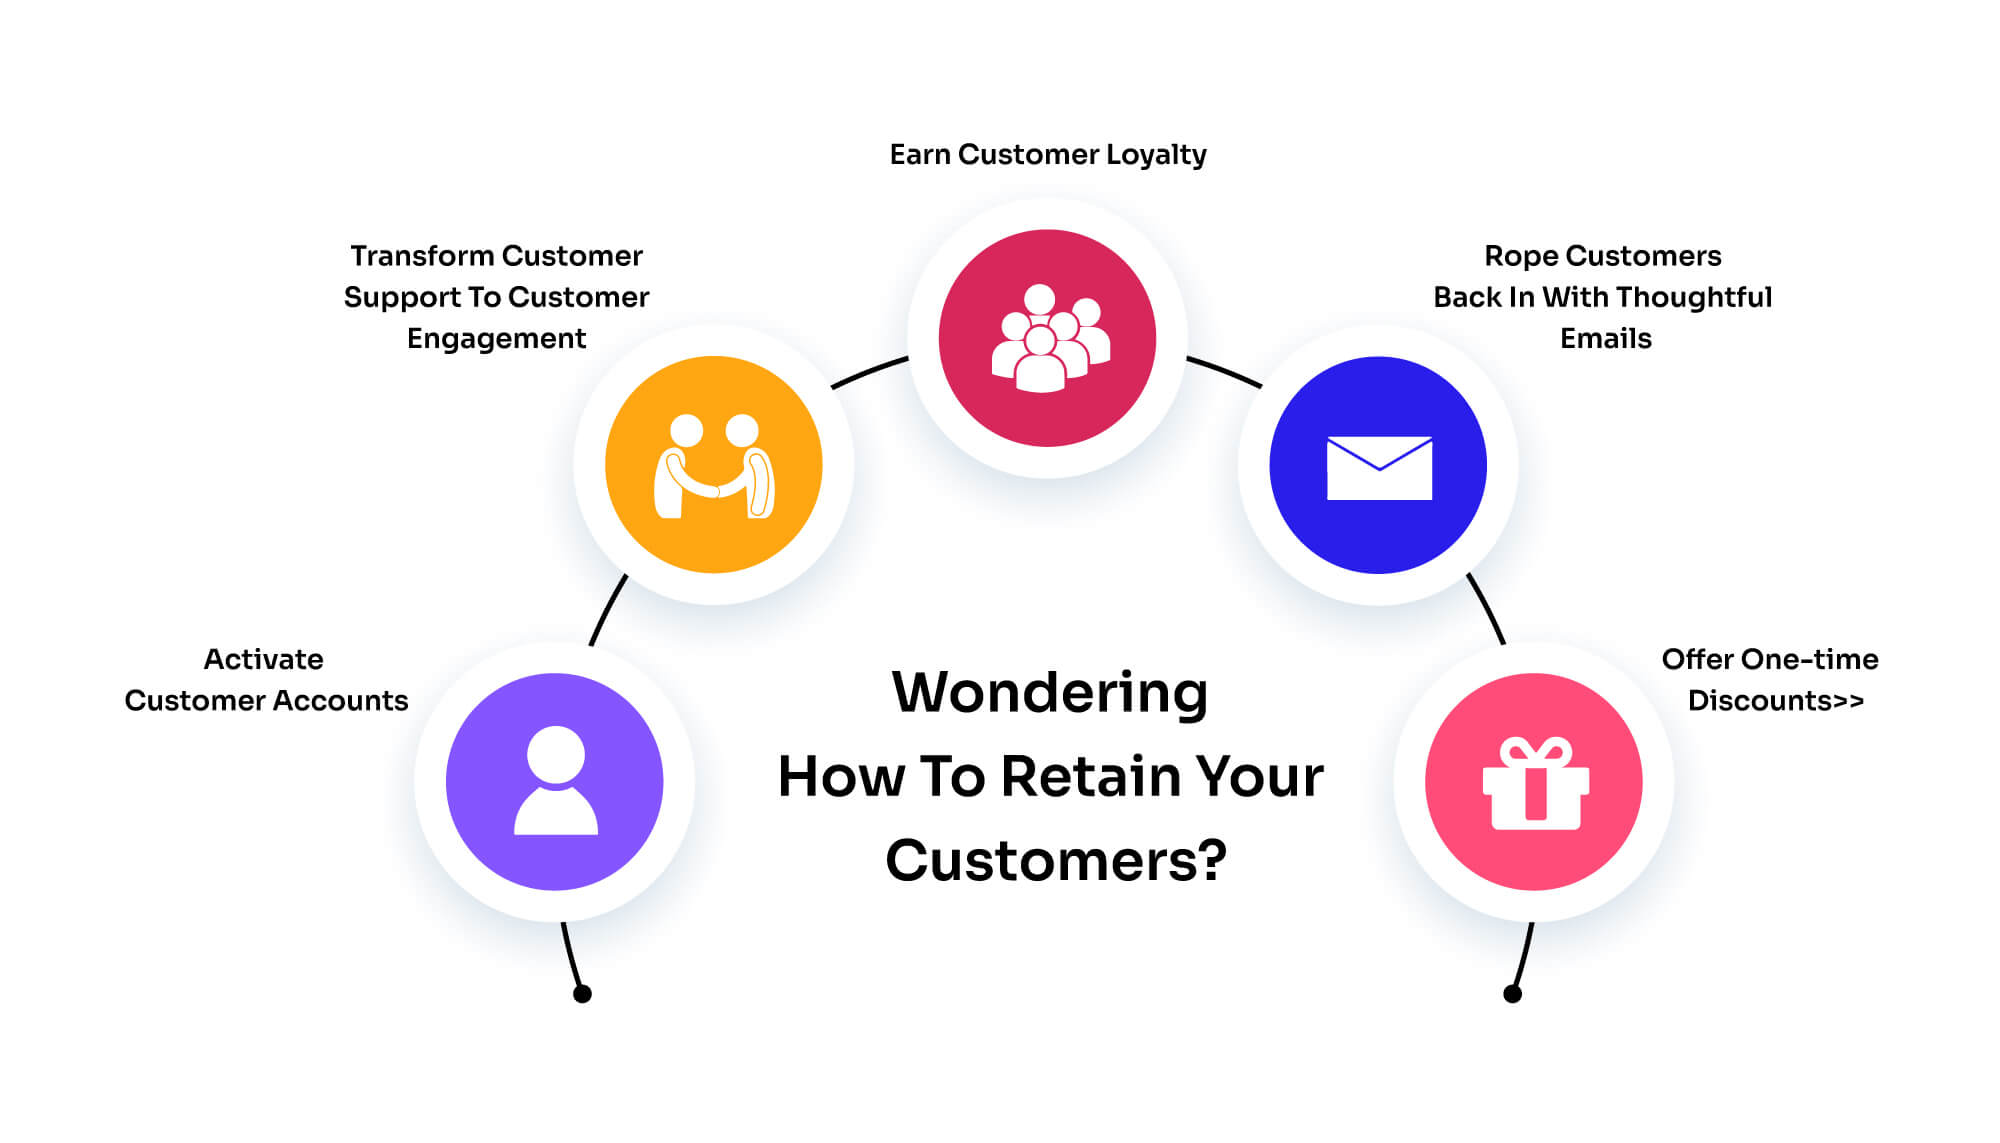 Earn Customer Loyalty
Transform Customer
Support To Customer
Engagement
Rope Customers
Back In With Thoughtful
Emails
Activate
Customer Accounts
Offer One-time
Discounts>>
Wondering
How To Retain Your
Customers?